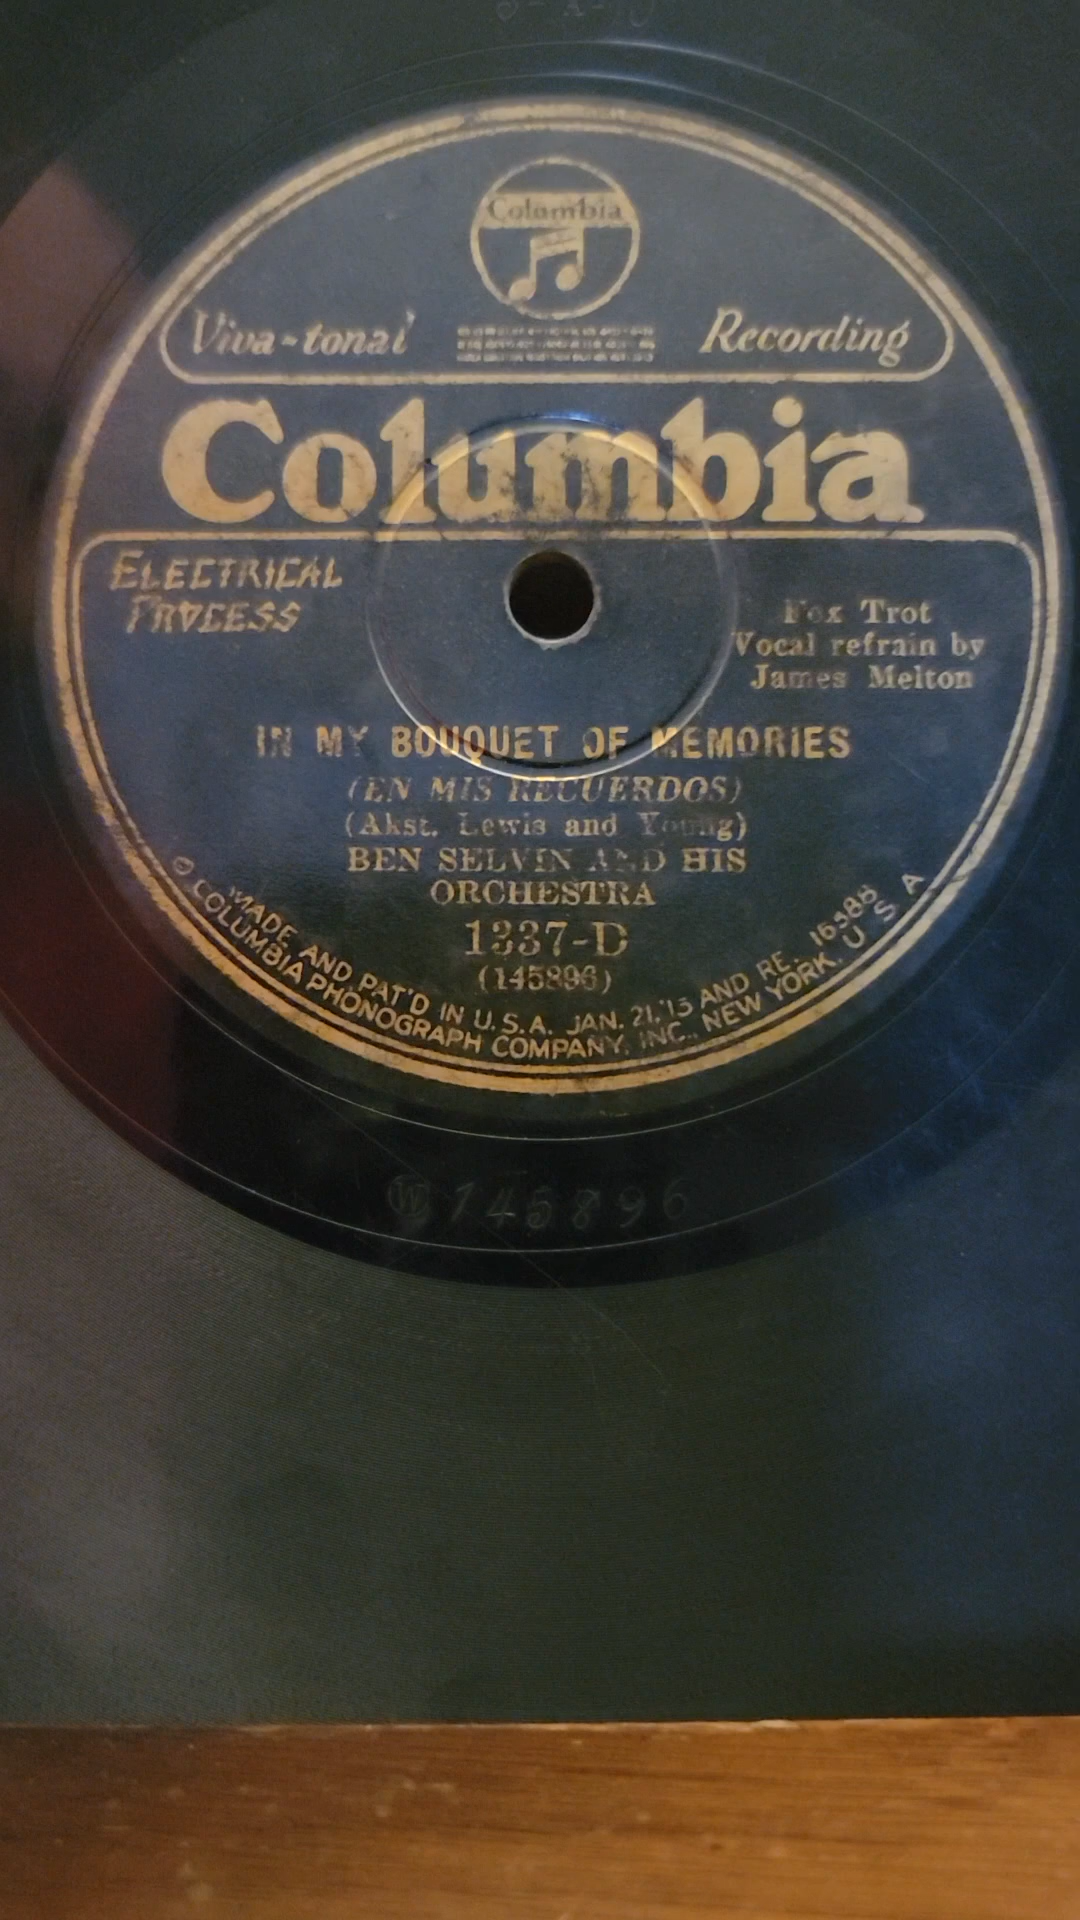 Columbia
Viva-tonal Recording
Columbia
ELECTRICAL
PROCESS
Fox Trot
Vocal refrain by
James Melton
IN MY BOUQUET OF MEMORIES
(EN MIS RECUERDOS)
(Akst, Lewis and Young)
BEN SELVIN AND HIS
ORCHESTRA
1337-D
(145896)
MADE AND PAT'D IN U.S.A. JAN. 21,'13 AND RE. 16588
© COLUMBIA PHONOGRAPH COMPANY, INC., NEW YORK, U. S. A
W 145896